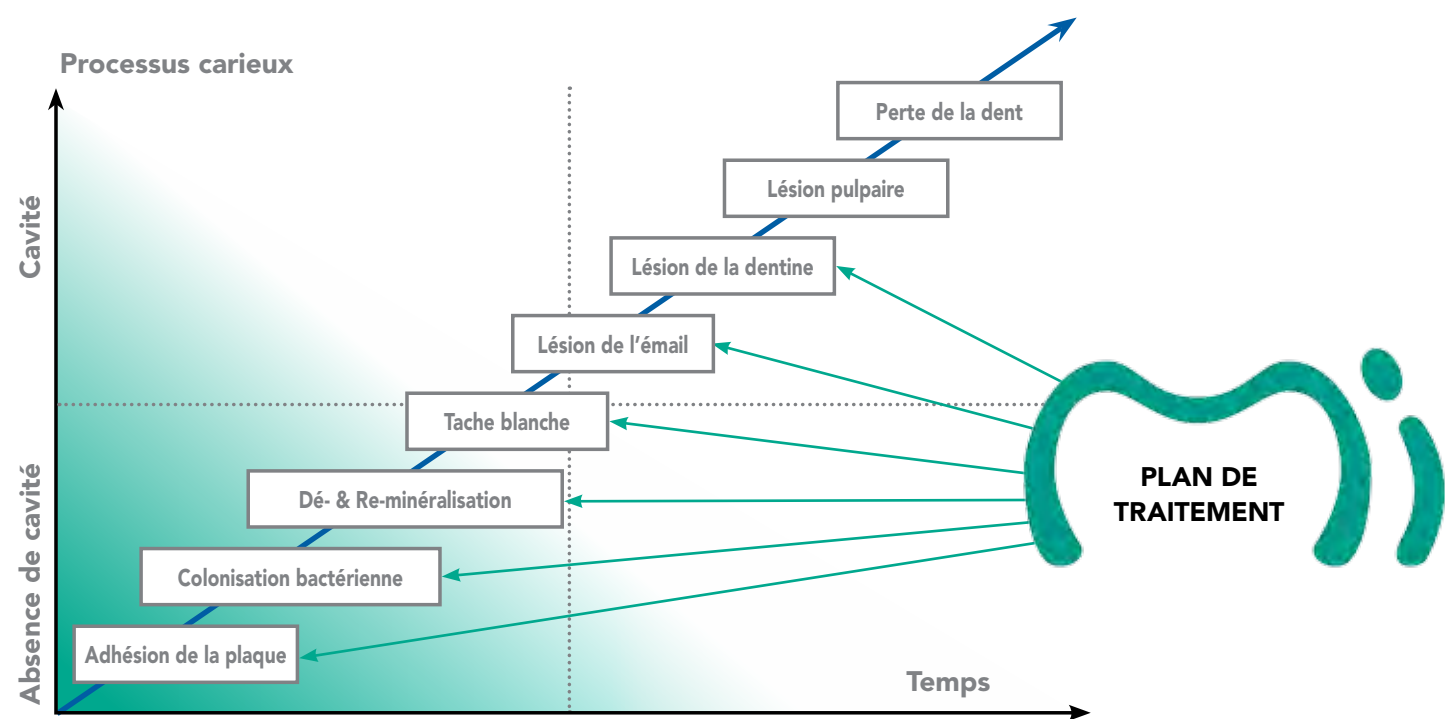 Processus carieux
Perte de la dent
Lésion pulpaire
Cavité
Lésion de la dentine
Lésion de l'émail
Tache blanche
Dé- & Re-minéralisation
PLAN DE
TRAITEMENT
Absence de cavité
Colonisation bactérienne
Adhésion de la plaque
Temps